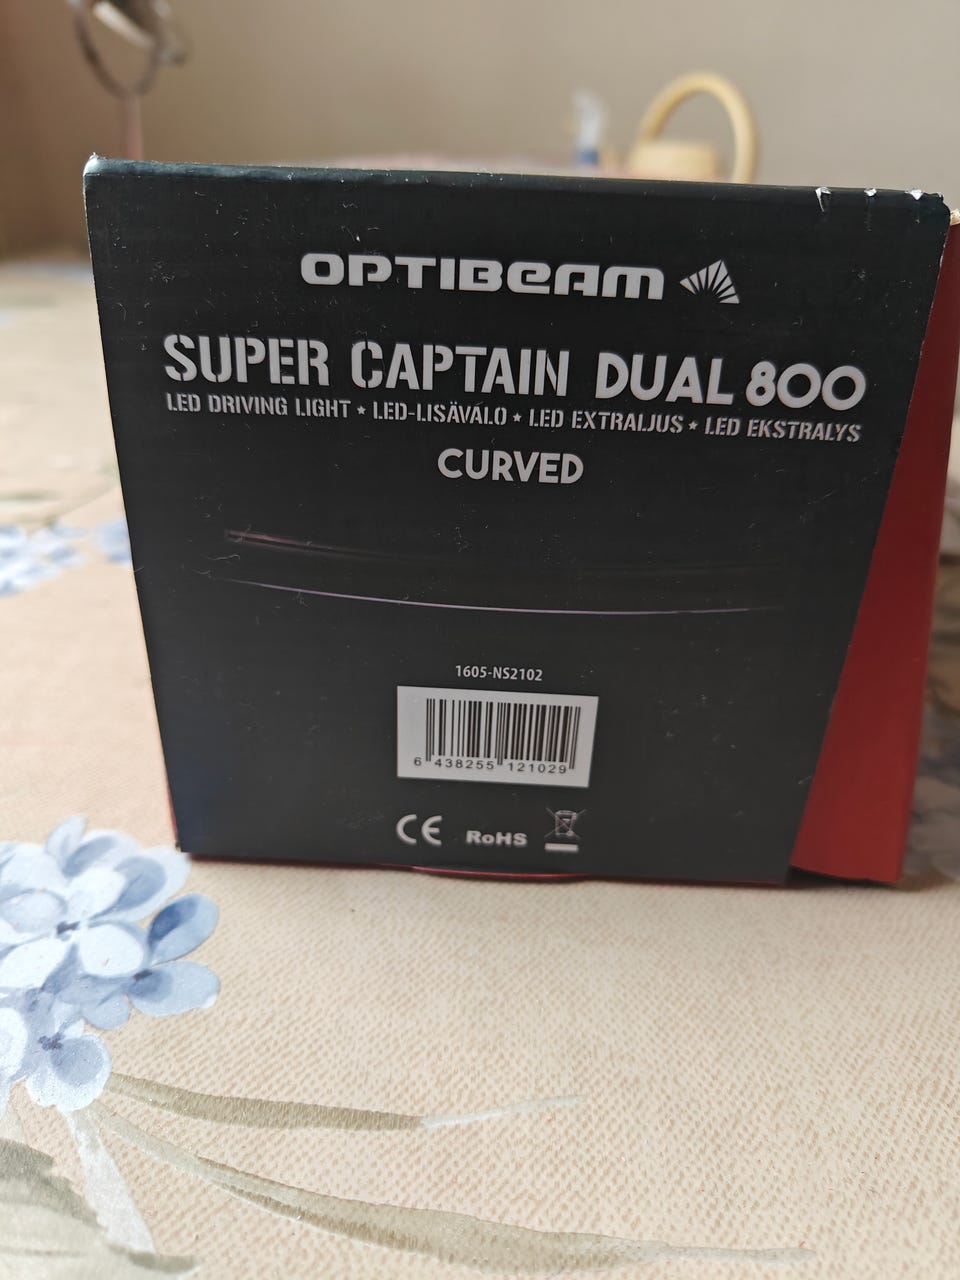 OPTIBEAM
SUPER CAPTAIN DUAL 800
LED DRIVING LIGHT ★ LED-LISÄVALO ★ LED EXTRALJUS ★ LED EKSTRALYS
CURVED
1605-NS2102
6 438255 121029
CE RoHS